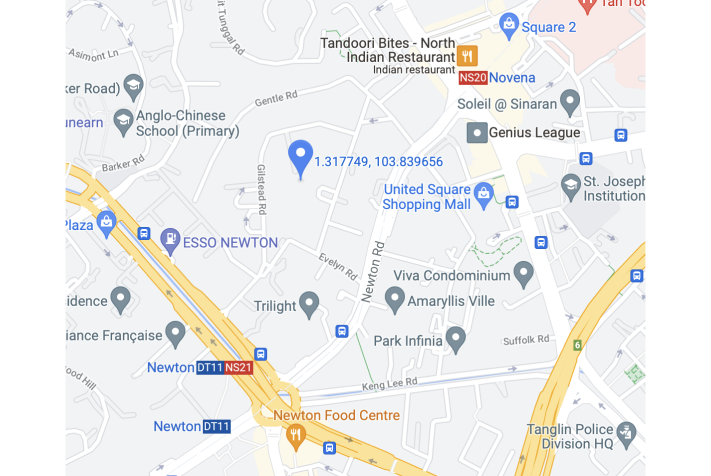 Tan Toc
it Tunggal Rd
Square 2
Asimont Ln
Tandoori Bites - North
Indian Restaurant
Indian restaurant
NS20 Novena
ker Road)
Gentle Rd
Soleil @ Sinaran
unearn
Anglo-Chinese
School (Primary)
Genius League
Barker Rd
1.317749, 103.839656
Gilstead Rd
United Square
Shopping Mall
St. Joseph
Institution
Plaza
ESSO NEWTON
Evelyn Rd
Newton Rd
Viva Condominium
idence
Trilight
Amaryllis Ville
liance Française
Park Infinia
Suffolk Rd
6
Newton DT11 NS21
ood Hill
Keng Lee Rd
Newton Food Centre
Newton DT11
Tanglin Police
Division HQ